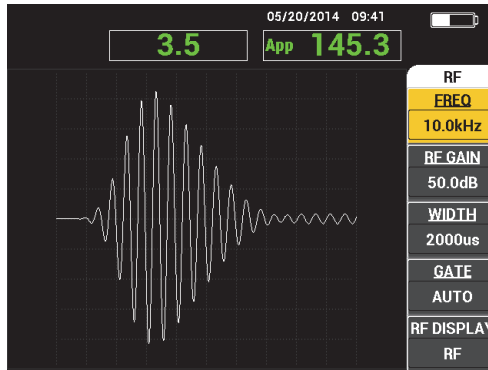 05/20/2014 09:41
3.5
App 145.3
RF
FREQ
10.0kHz
RF GAIN
50.0dB
WIDTH
2000us
GATE
AUTO
RF DISPLAY
RF